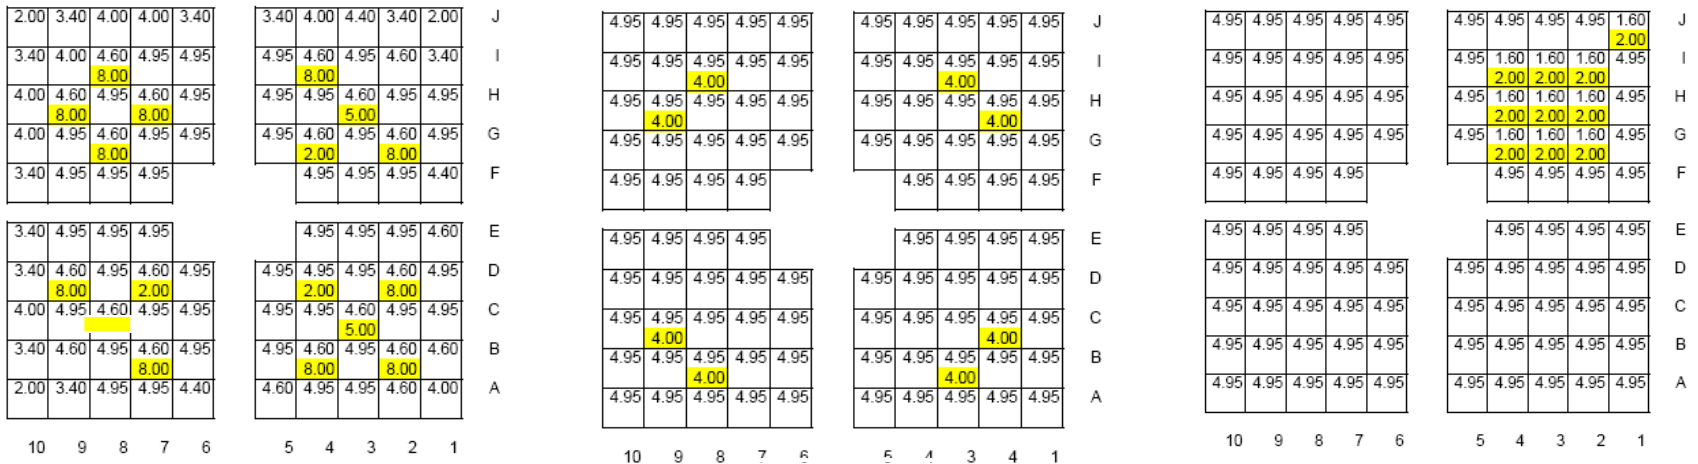 2.00 3.40 4.00 4.00 3.40 3.40 4.00 4.40 3.40 2.00 J
3.40 4.00 4.60 4.95 4.95 4.95 4.60 4.95 4.60 3.40 I
8.00 8.00
4.00 4.60 4.95 4.60 4.95 4.95 4.95 4.60 4.95 4.95 H
8.00 8.00 5.00
4.00 4.95 4.60 4.95 4.95 4.95 4.60 4.95 4.60 4.95 G
8.00 2.00 8.00
3.40 4.95 4.95 4.95 4.95 4.95 4.95 4.40 F
3.40 4.95 4.95 4.95 4.95 4.95 4.95 4.60 E
3.40 4.60 4.95 4.60 4.95 4.95 4.95 4.95 4.60 4.95 D
8.00 2.00 2.00 8.00
4.00 4.95 4.60 4.95 4.95 4.95 4.95 4.60 4.95 4.95 C
5.00
3.40 4.60 4.95 4.60 4.95 4.95 4.60 4.95 4.60 4.60 B
8.00 8.00 8.00
2.00 3.40 4.95 4.95 4.40 4.60 4.95 4.95 4.60 4.00 A
10 9 8 7 6 5 4 3 2 1
4.95 4.95 4.95 4.95 4.95 4.95 4.95 4.95 4.95 4.95 J
4.95 4.95 4.95 4.95 4.95 4.95 4.95 4.95 4.95 4.95 I
4.00 4.00
4.95 4.95 4.95 4.95 4.95 4.95 4.95 4.95 4.95 4.95 H
4.00 4.00
4.95 4.95 4.95 4.95 4.95 4.95 4.95 4.95 4.95 4.95 G
4.95 4.95 4.95 4.95 4.95 4.95 4.95 4.95 F
4.95 4.95 4.95 4.95 4.95 4.95 4.95 4.95 E
4.95 4.95 4.95 4.95 4.95 4.95 4.95 4.95 4.95 4.95 D
4.95 4.95 4.95 4.95 4.95 4.95 4.95 4.95 4.95 4.95 C
4.00 4.00
4.95 4.95 4.95 4.95 4.95 4.95 4.95 4.95 4.95 4.95 B
4.00 4.00
4.95 4.95 4.95 4.95 4.95 4.95 4.95 4.95 4.95 4.95 A
10 9 8 7 6 5 4 3 4 1
4.95 4.95 4.95 4.95 4.95 4.95 4.95 4.95 4.95 1.60 J
2.00
4.95 4.95 4.95 4.95 4.95 4.95 1.60 1.60 1.60 4.95 I
2.00 2.00 2.00
4.95 4.95 4.95 4.95 4.95 4.95 1.60 1.60 1.60 4.95 H
2.00 2.00 2.00
4.95 4.95 4.95 4.95 4.95 4.95 1.60 1.60 1.60 4.95 G
2.00 2.00 2.00
4.95 4.95 4.95 4.95 4.95 4.95 4.95 4.95 F
4.95 4.95 4.95 4.95 4.95 4.95 4.95 4.95 E
4.95 4.95 4.95 4.95 4.95 4.95 4.95 4.95 4.95 4.95 D
4.95 4.95 4.95 4.95 4.95 4.95 4.95 4.95 4.95 4.95 C
4.95 4.95 4.95 4.95 4.95 4.95 4.95 4.95 4.95 4.95 B
4.95 4.95 4.95 4.95 4.95 4.95 4.95 4.95 4.95 4.95 A
10 9 8 7 6 5 4 3 2 1